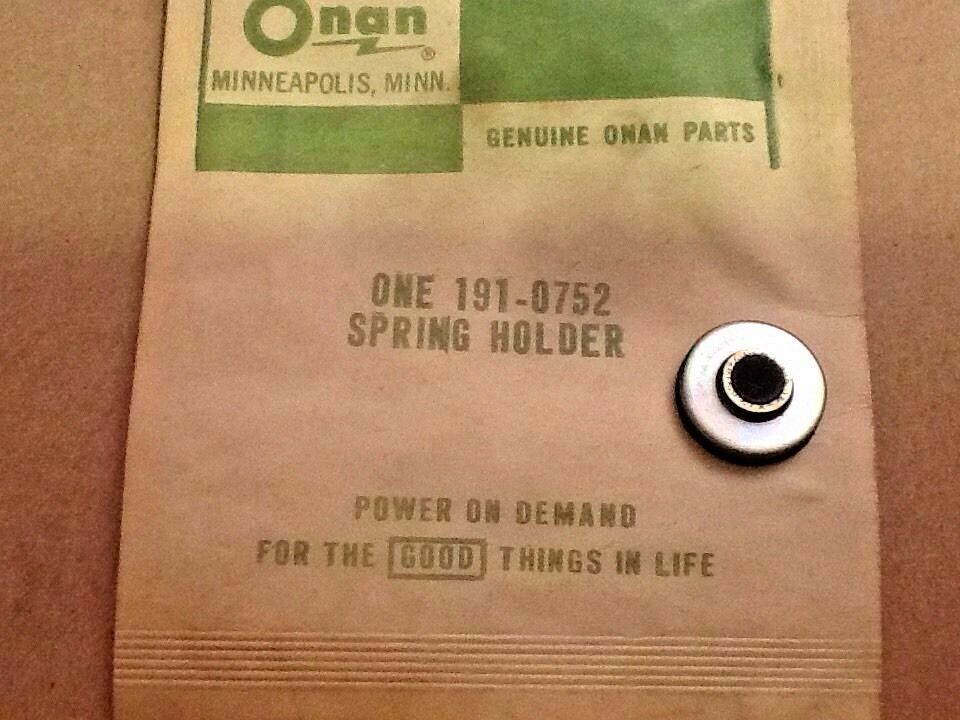 Onan
®
MINNEAPOLIS, MINN.
GENUINE ONAN PARTS
ONE 191-0752
SPRING HOLDER
POWER ON DEMAND
FOR THE GOOD THINGS IN LIFE